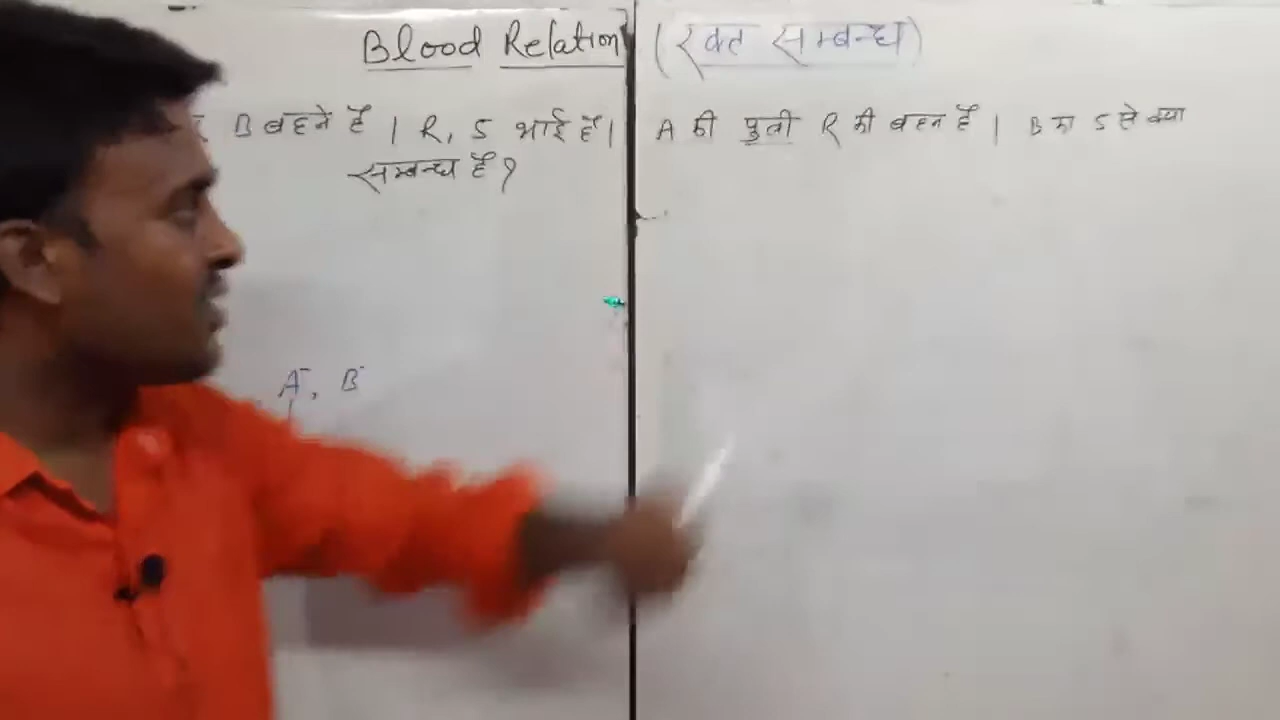 Blood Relation (रक्त सम्बन्ध)
B बहने हैं | R, S भाई है | A की पुत्री R की बहन हैं | B का S से क्या
सम्बन्ध हैं ?
A⁻, B⁻